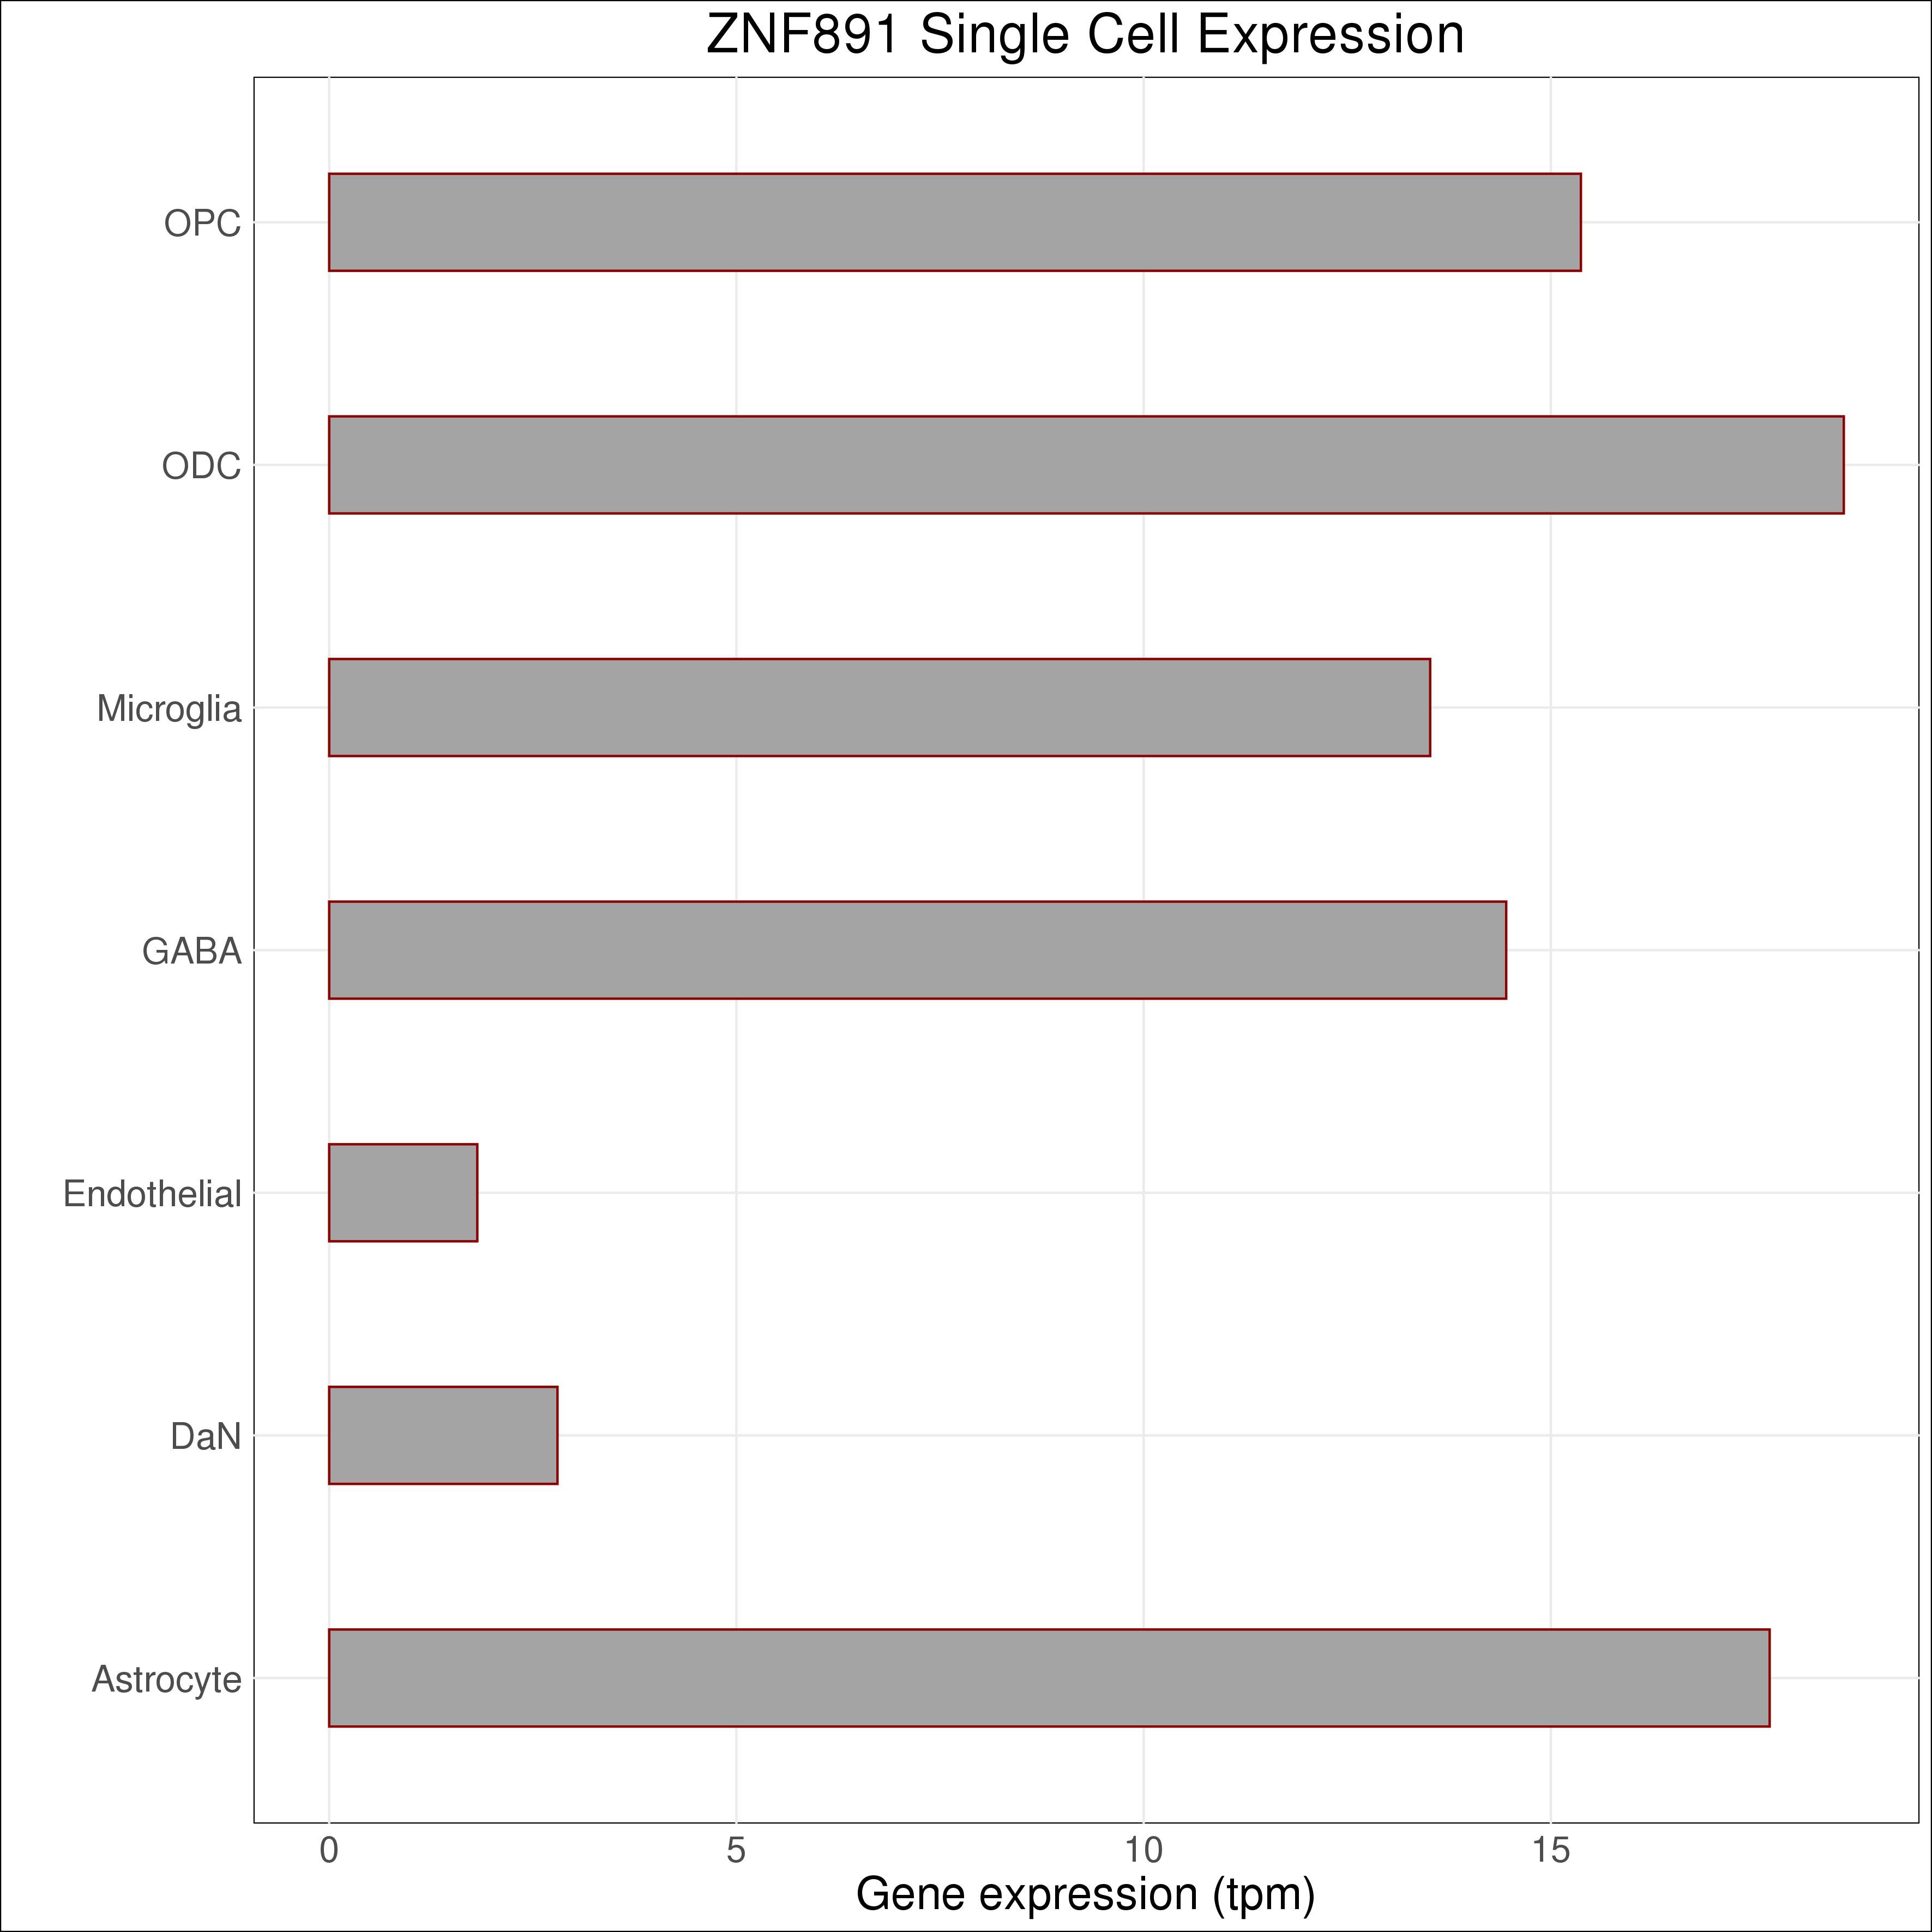 ZNF891 Single Cell Expression
OPC
ODC
Microglia
GABA
Endothelial
DaN
Astrocyte
0 5 10 15
Gene expression (tpm)